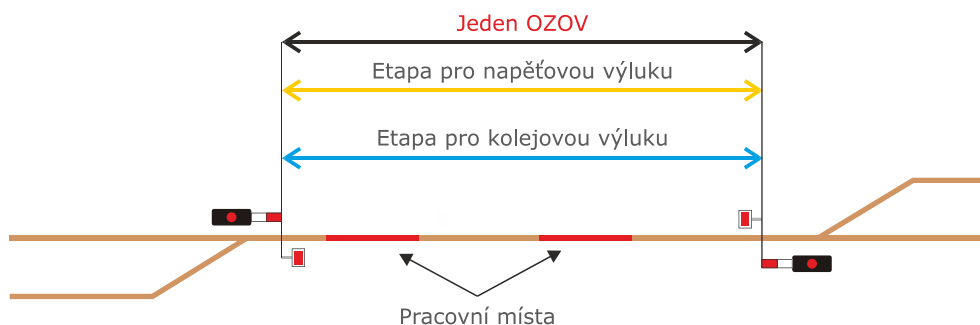 Jeden OZOV
Etapa pro napěťovou výluku
Etapa pro kolejovou výluku
Pracovní místa